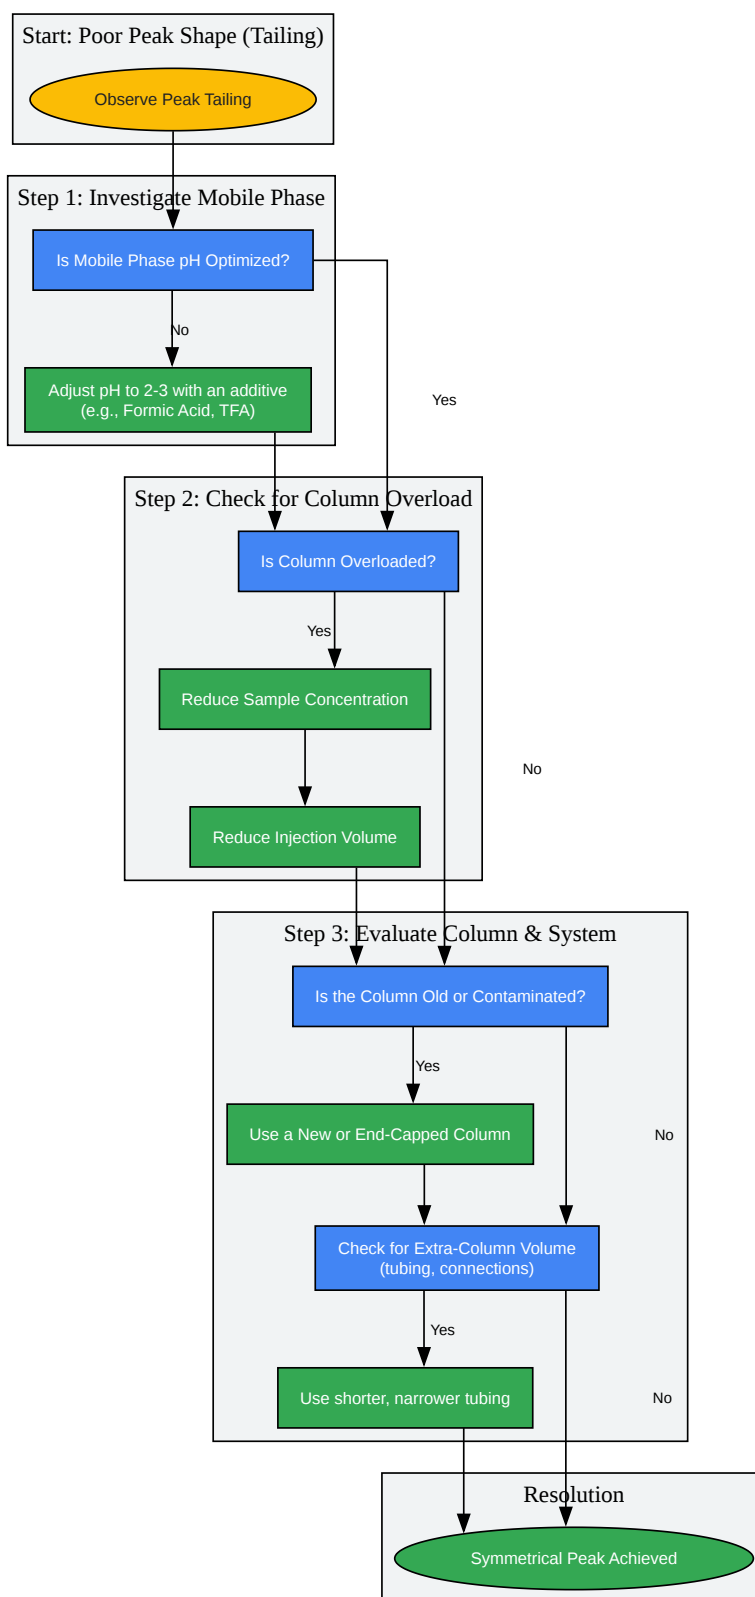 Start: Poor Peak Shape (Tailing)
Observe Peak Tailing
Step 1: Investigate Mobile Phase
Is Mobile Phase pH Optimized?
No
Adjust pH to 2-3 with an additive
(e.g., Formic Acid, TFA)
Yes
Step 2: Check for Column Overload
Is Column Overloaded?
Yes
Reduce Sample Concentration
No
Reduce Injection Volume
Step 3: Evaluate Column & System
Is the Column Old or Contaminated?
Yes
Use a New or End-Capped Column
No
Check for Extra-Column Volume
(tubing, connections)
Yes
Use shorter, narrower tubing
No
Resolution
Symmetrical Peak Achieved